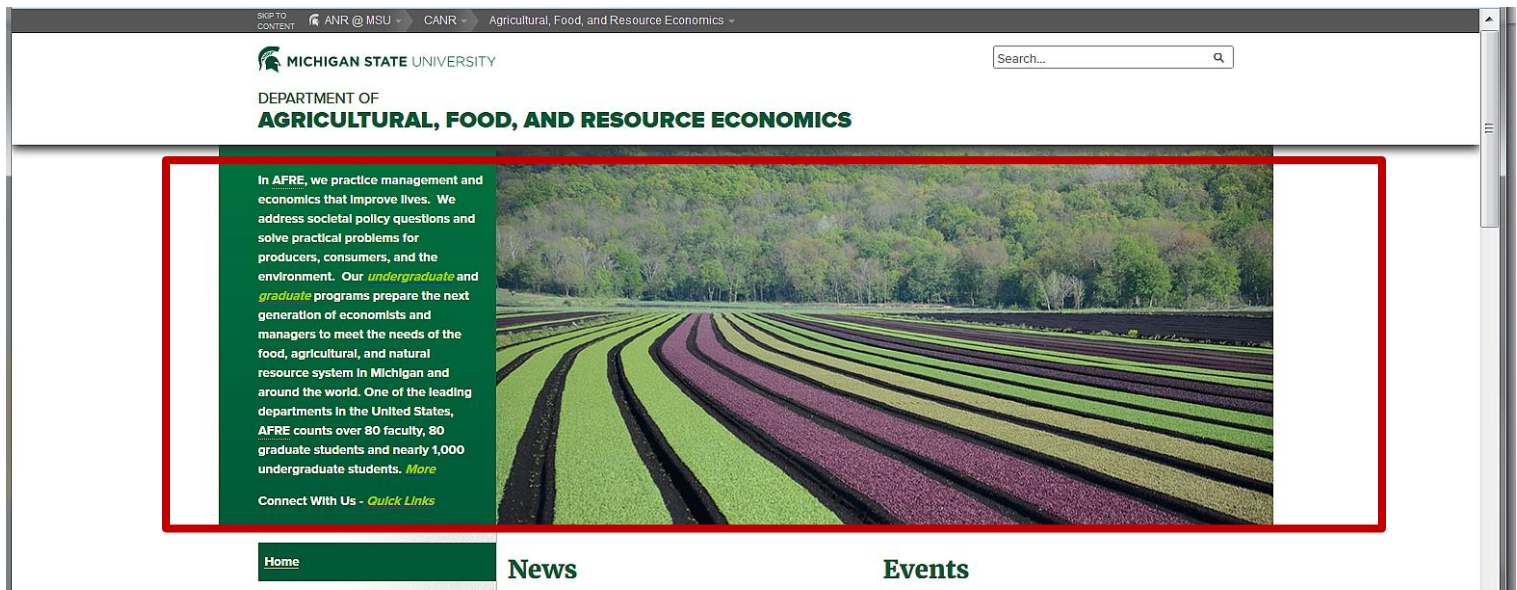 SKIP TO
CONTENT
ANR @ MSU
CANR
Agricultural, Food, and Resource Economics
MICHIGAN STATE UNIVERSITY
Search...
DEPARTMENT OF
AGRICULTURAL, FOOD, AND RESOURCE ECONOMICS
In AFRE, we practice management and
economics that improve lives. We
address societal policy questions and
solve practical problems for
producers, consumers, and the
environment. Our undergraduate and
graduate programs prepare the next
generation of economists and
managers to meet the needs of the
food, agricultural, and natural
resource system in Michigan and
around the world. One of the leading
departments in the United States,
AFRE counts over 80 faculty, 80
graduate students and nearly 1,000
undergraduate students. More
Connect With Us - Quick Links
Home
News
Events